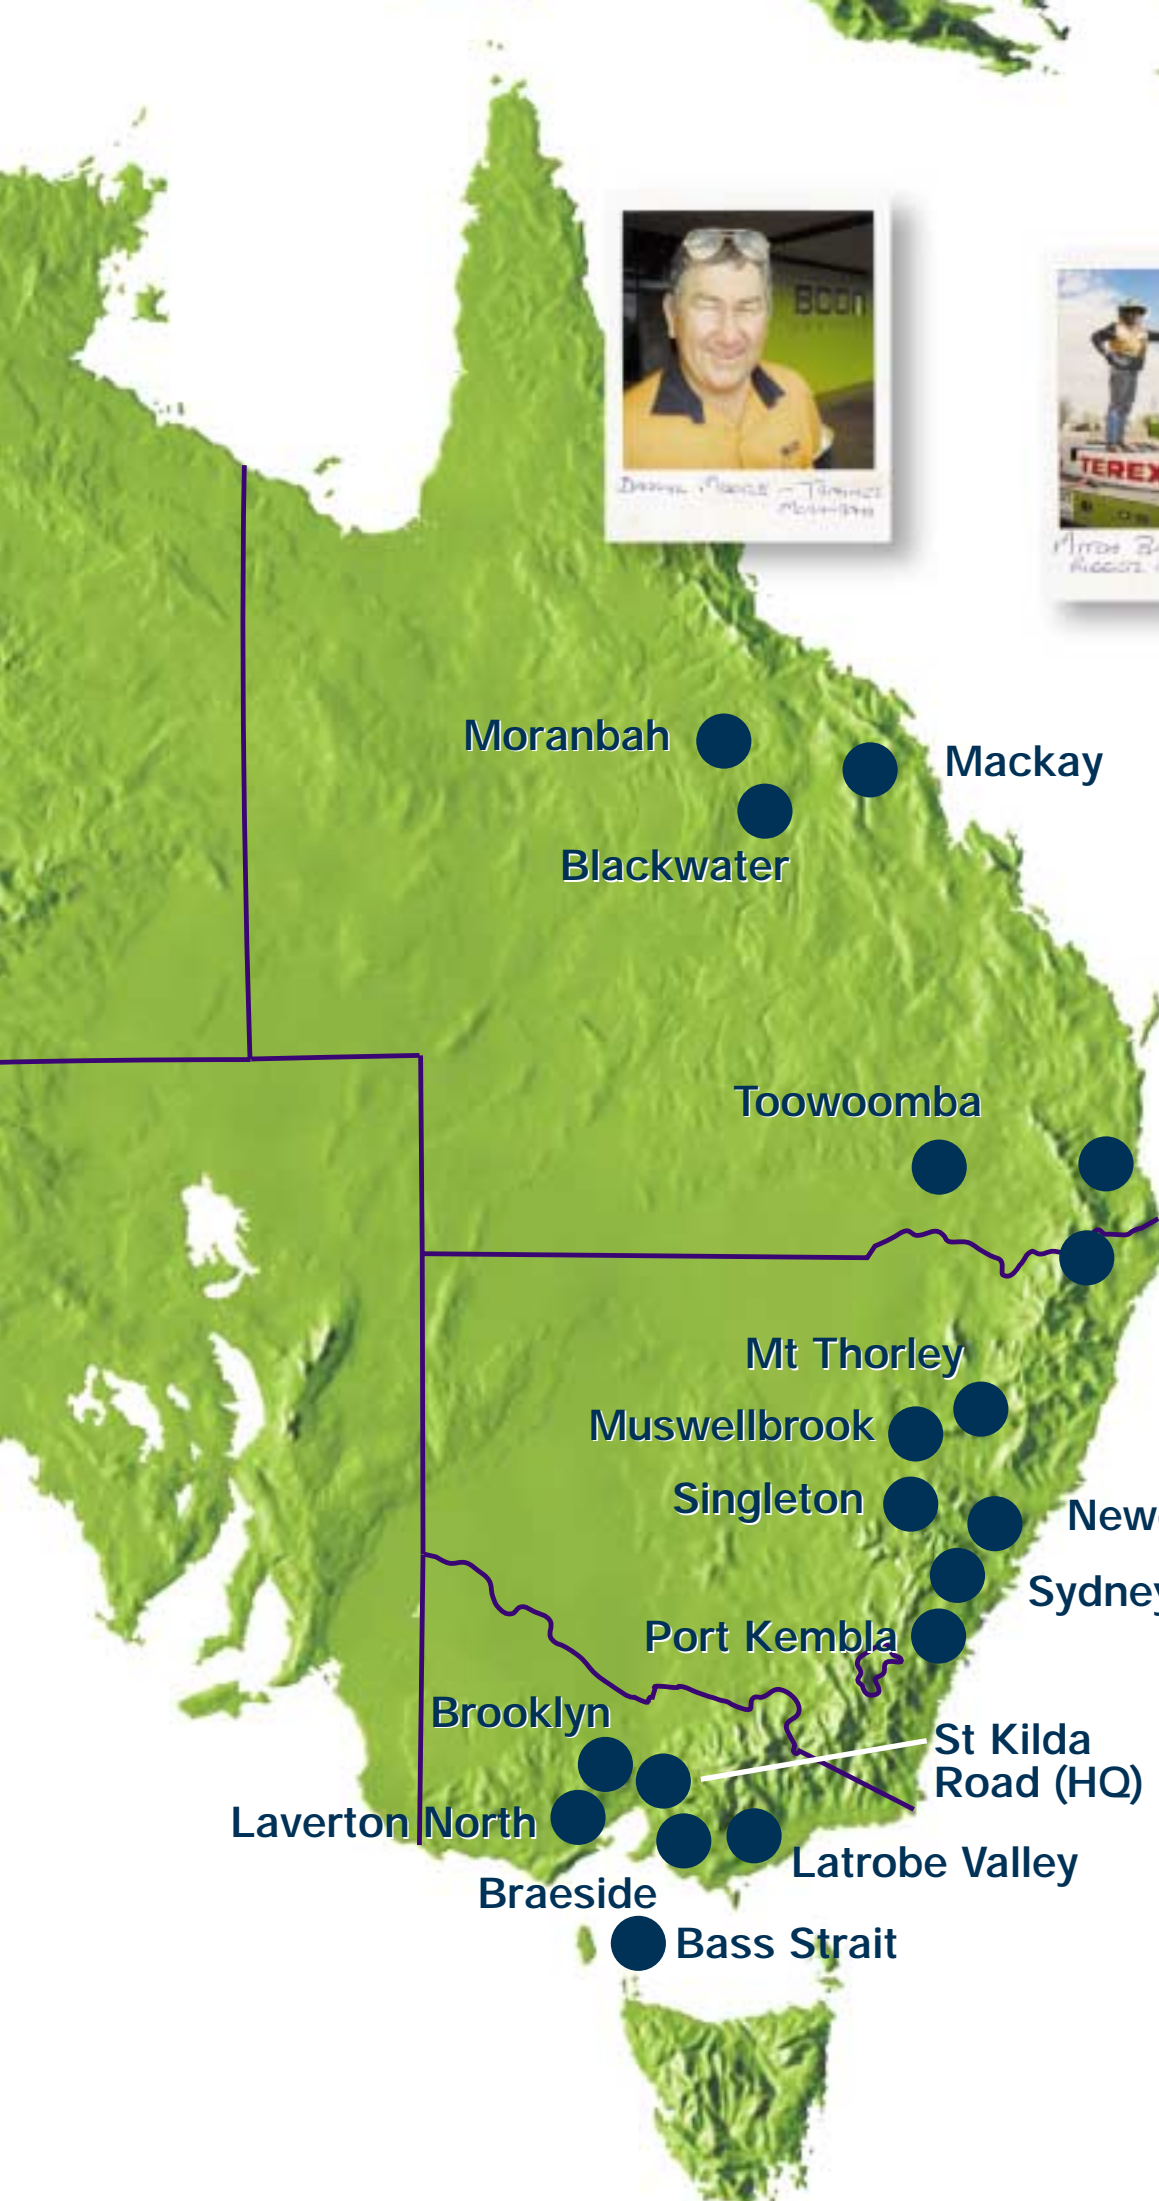 BCON
TEREX
Moranbah
Mackay
Blackwater
Toowoomba
Mt Thorley
Muswellbrook
Singleton
New
Sydney
Port Kembla
Brooklyn
St Kilda
Road (HQ)
Laverton North
Latrobe Valley
Braeside
Bass Strait